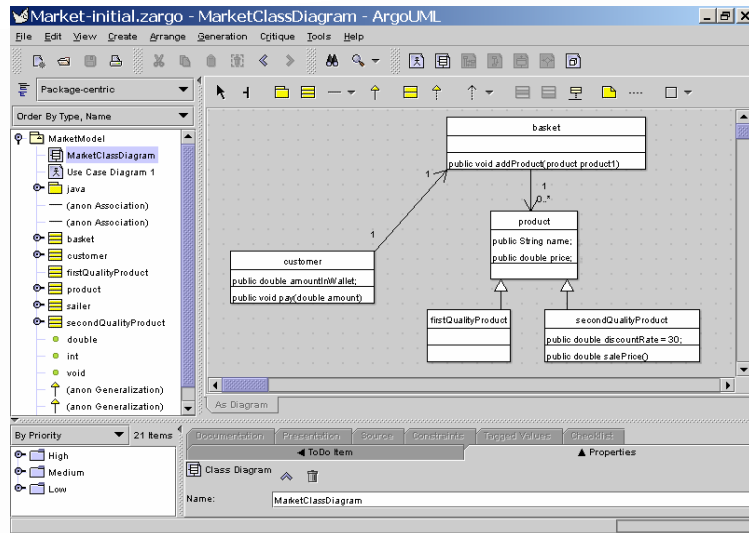 Market-initial.zargo - MarketClassDiagram - ArgoUML
File Edit View Create Arrange Generation Critique Tools Help
Package-centric
Order By Type, Name
MarketModel
MarketClassDiagram
Use Case Diagram 1
java
(anon Association)
(anon Association)
basket
customer
fistQualityProduct
product
sailer
secondQualityProduct
double
int
void
(anon Generalization)
(anon Generalization)
basket
public void addProduct(product product1)
1
1
0..*
1
product
public String name;
public double price;
customer
public double amountInWallet;
public void pay(double amount)
firstQualityProduct
secondQualityProduct
public double discountRate = 30;
public double salePrice()
As Diagram
By Priority 21 Items
High
Medium
Low
Documentation Presentation Source Constraints Tagged Values Checklist
ToDo Item Properties
Class Diagram
Name: MarketClassDiagram